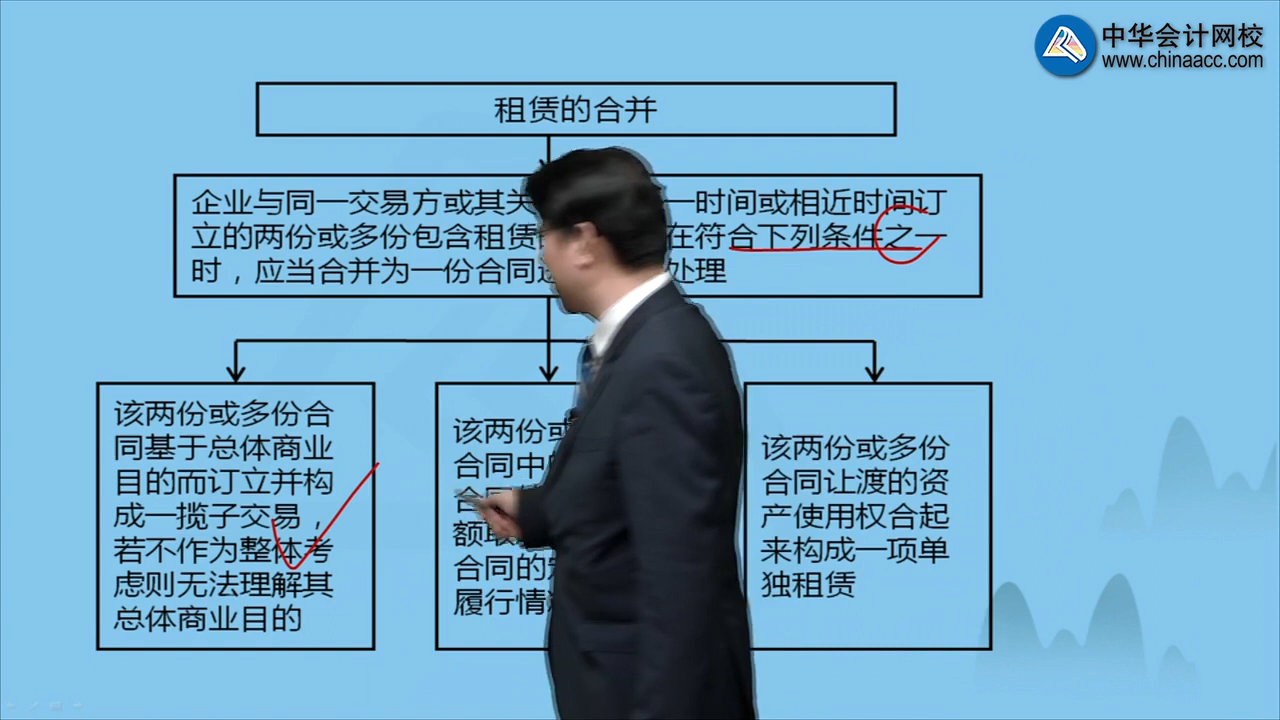 中华会计网校
www.chinaacc.com
租赁的合并
企业与同一交易方或其关 一时间或相近时间订
立的两份或多份包含租赁 在符合下列条件之一
时，应当合并为一份合同 处理
该两份或多份合
同基于总体商业
目的而订立并构
成一揽子交易，
若不作为整体考
虑则无法理解其
总体商业目的
该两份或
合同中的
合同
额取
合同的
履行情
该两份或多份
合同让渡的资
产使用权合起
来构成一项单
独租赁